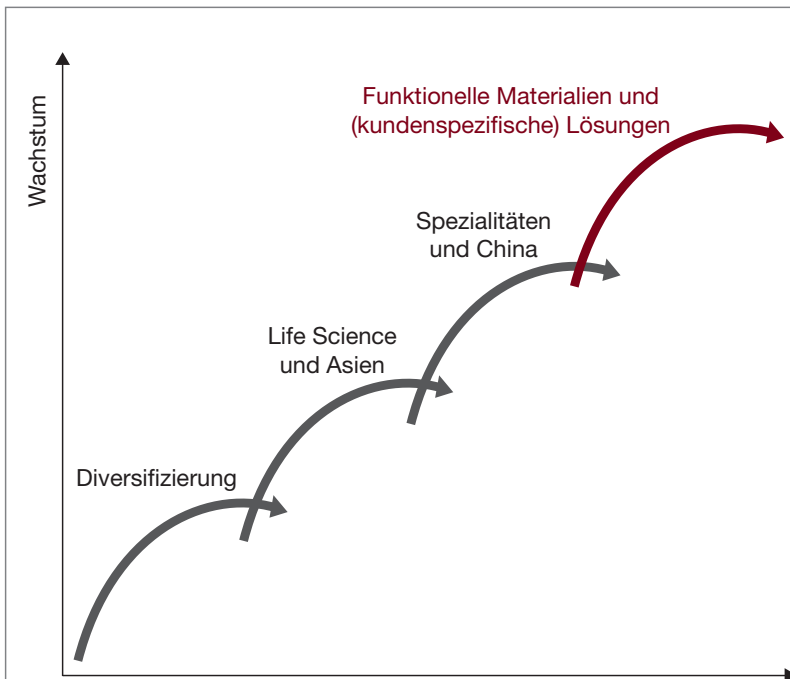 Wachstum
Funktionelle Materialien und
(kundenspezifische) Lösungen
Spezialitäten
und China
Life Science
und Asien
Diversifizierung